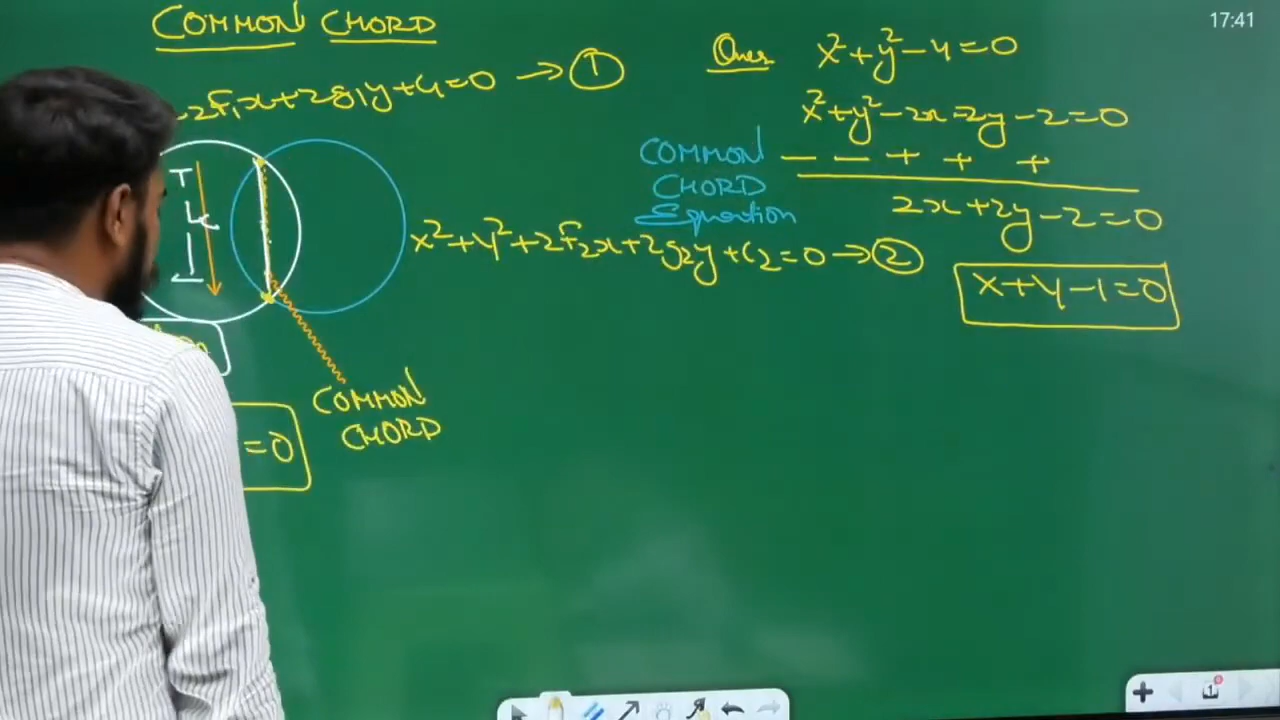 COMMON CHORD
17:41
-2f₁x+2g₁y+C₁=0 → ①
Ques x²+y²-4=0
x²+y²-2x-2y-2=0
COMMON
CHORD
Equation
- - + + +
2x+2y-2=0
x²+y²+2f₂x+2g₂y+C₂=0 → ②
x+y-1=0
COMMON
CHORD
=0